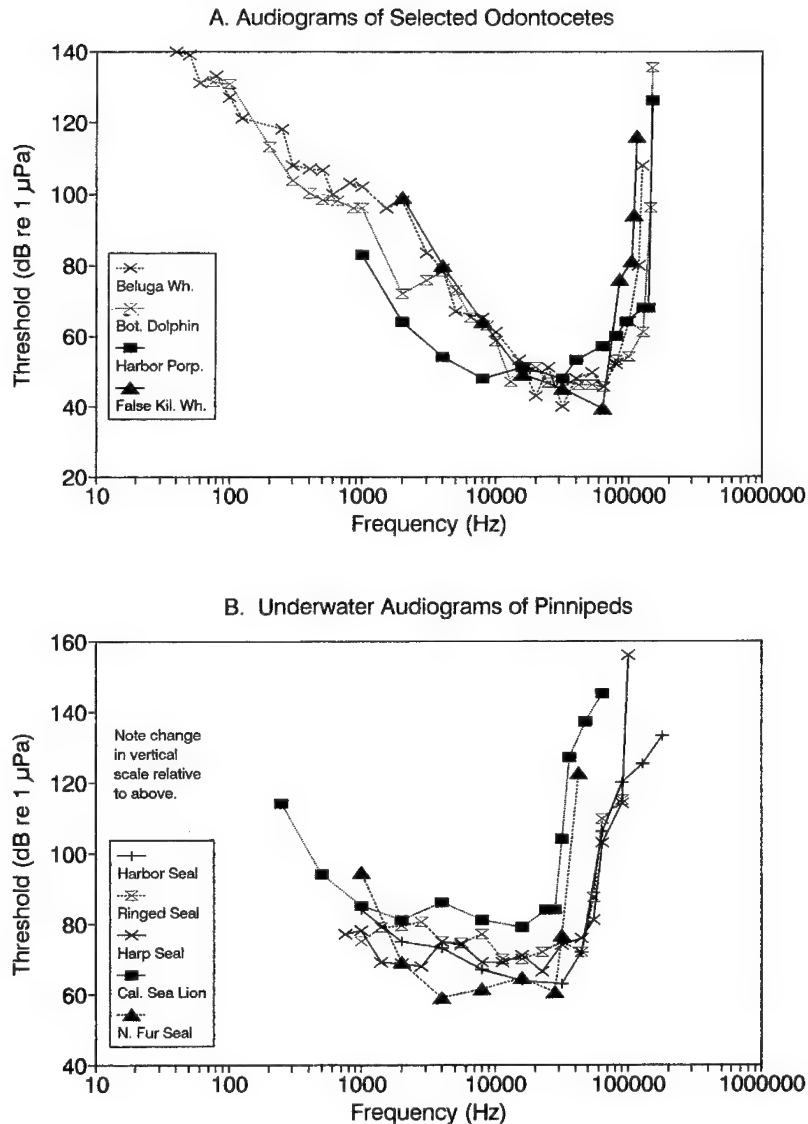 A. Audiograms of Selected Odontocetes
140
120
100
80
60
40
20
Threshold (dB re 1 µPa)
Beluga Wh.
Bot. Dolphin
Harbor Porp.
False Kil. Wh.
10 100 1000 10000 100000 1000000
Frequency (Hz)
B. Underwater Audiograms of Pinnipeds
160
140
120
100
80
60
40
Threshold (dB re 1 µPa)
Note change
in vertical
scale relative
to above.
Harbor Seal
Ringed Seal
Harp Seal
Cal. Sea Lion
N. Fur Seal
10 100 1000 10000 100000 1000000
Frequency (Hz)